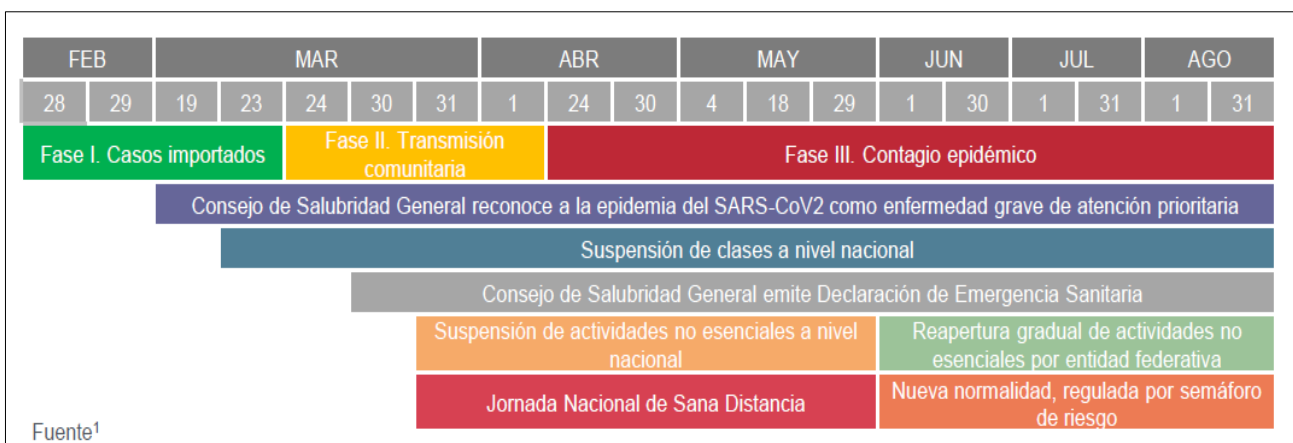 FEB MAR ABR MAY JUN JUL AGO
28 29 19 23 24 30 31 1 24 30 4 18 29 1 30 1 31 1 31
Fase I. Casos importados
Fase II. Transmisión
comunitaria
Fase III. Contagio epidémico
Consejo de Salubridad General reconoce a la epidemia del SARS-CoV2 como enfermedad grave de atención prioritaria
Suspensión de clases a nivel nacional
Consejo de Salubridad General emite Declaración de Emergencia Sanitaria
Suspensión de actividades no esenciales a nivel
nacional
Reapertura gradual de actividades no
esenciales por entidad federativa
Jornada Nacional de Sana Distancia
Nueva normalidad, regulada por semáforo
de riesgo
Fuente¹